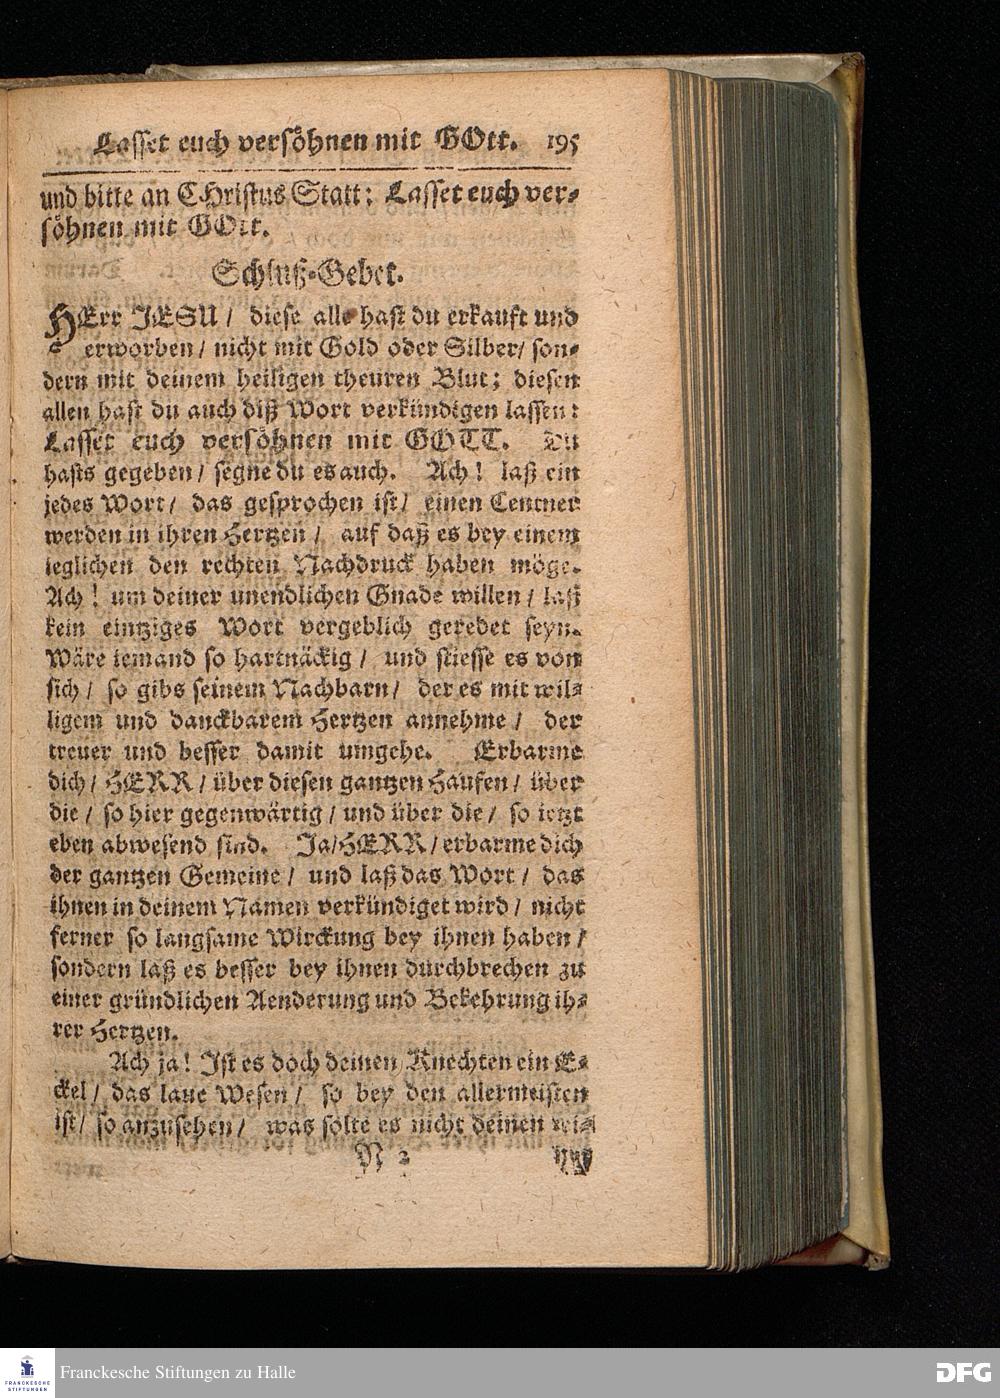 Lasset euch versöhnen mit GOtt. 195
und bitte an CHristus Statt: Lasset euch ver-
söhnen mit GOtt.
Schluß-Gebet.
HErr JESU / diese alle hast du erkauft und
erworben / nicht mit Gold oder Silber / son-
dern mit deinem heiligen theuren Blut; diesen
allen hast du auch diß Wort verkündigen lassen:
Lasset euch versöhnen mit GOTT. Du
hasts gegeben / segne du es auch. Ach! laß ein
jedes Wort / das gesprochen ist / einen Centner
werden in ihren Hertzen / auf daß es bey einem
ieglichen den rechten Nachdruck haben möge.
Ach! um deiner unendlichen Gnade willen / laß
kein eintziges Wort vergeblich geredet seyn.
Wäre iemand so hartnäckig / und stiesse es von
sich / so gibs seinem Nachbarn / der es mit wil-
ligem und danckbarem Hertzen annehme / der
treuer und besser damit umgehe. Erbarme
dich / HERR / über diesen gantzen Haufen / über
die / so hier gegenwärtig / und über die / so ietzt
eben abwesend sind. Ja / HERR / erbarme dich
der gantzen Gemeine / und laß das Wort / das
ihnen in deinem Namen verkündiget wird / nicht
ferner so langsame Wirckung bey ihnen haben /
sondern laß es besser bey ihnen durchbrechen zu
einer gründlichen Aenderung und Bekehrung ih-
rer Hertzen.
Ach ja! Ist es doch deinen Knechten ein E-
ckel / das laue Wesen / so bey den allermeisten
ist / so anzusehen / was solte es nicht deinen
N 2
Franckesche Stiftungen zu Halle
FRANCKESCHE STIFTUNGEN
DFG